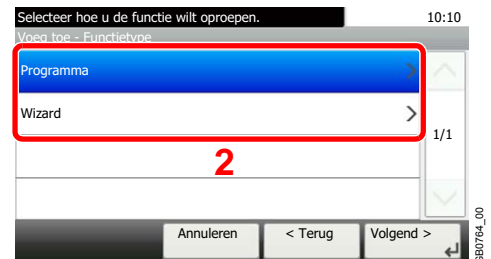 Selecteer hoe u de functie wilt oproepen. 10:10
Voeg toe - Functietype
Programma
Wizard
1/1
2
Annuleren < Terug Volgend >
GB0764_00